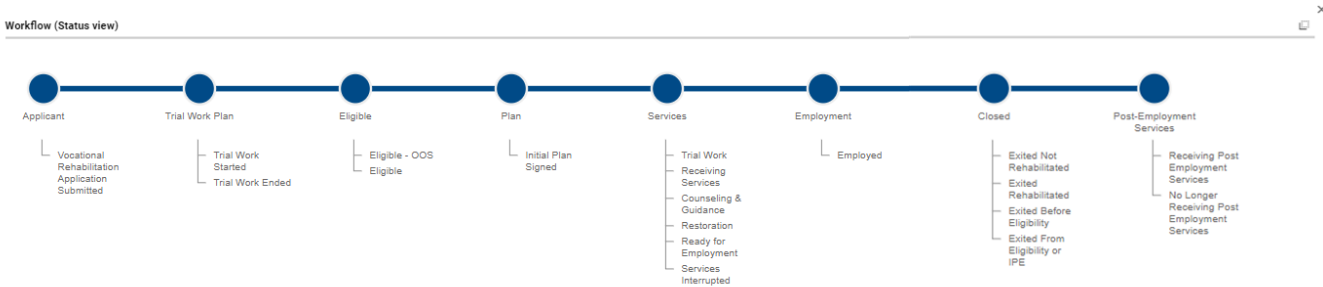 Workflow (Status view)
Applicant
Vocational
Rehabilitation
Application
Submitted
Trial Work Plan
Trial Work
Started
Trial Work Ended
Eligible
Eligible - OOS
Eligible
Plan
Initial Plan
Signed
Services
Trial Work
Receiving
Services
Counseling &
Guidance
Restoration
Ready for
Employment
Services
Interrupted
Employment
Employed
Closed
Exited Not
Rehabilitated
Exited
Rehabilitated
Exited Before
Eligibility
Exited From
Eligibility or
IPE
Post-Employment
Services
Receiving Post
Employment
Services
No Longer
Receiving Post
Employment
Services